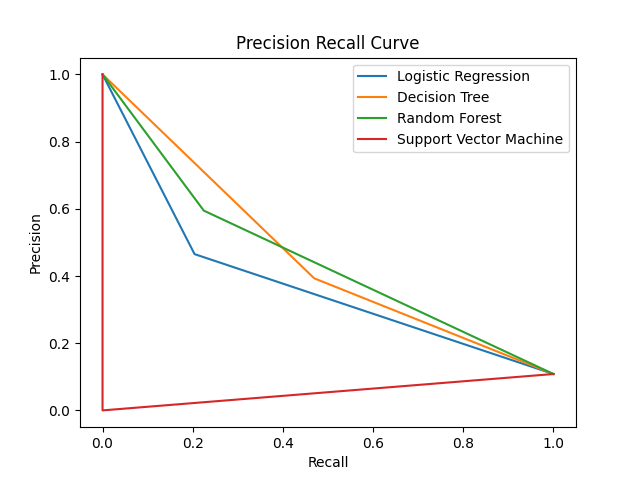 Precision Recall Curve
Logistic Regression
Decision Tree
Random Forest
Support Vector Machine
Precision
1.0
0.8
0.6
0.4
0.2
0.0
0.0 0.2 0.4 0.6 0.8 1.0
Recall